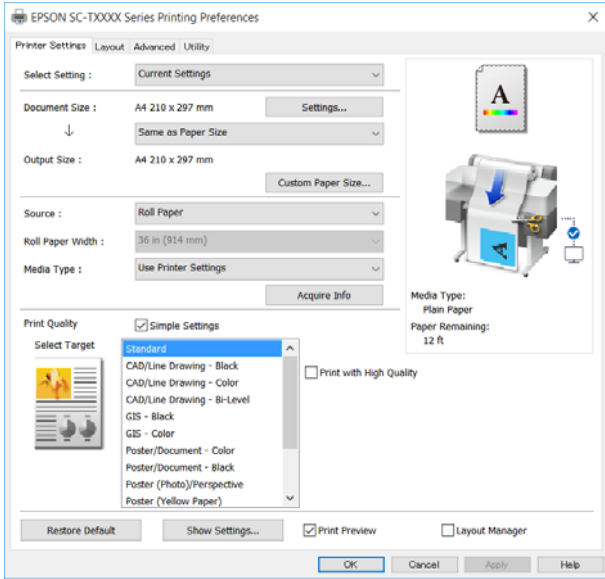 EPSON SC-TXXXX Series Printing Preferences
Printer Settings Layout Advanced Utility
Select Setting : Current Settings
Document Size : A4 210 x 297 mm Settings...
Same as Paper Size
Output Size : A4 210 x 297 mm
Custom Paper Size...
Source : Roll Paper
Roll Paper Width : 36 in (914 mm)
Media Type : Use Printer Settings
Acquire Info
Print Quality Simple Settings
Select Target
Standard
CAD/Line Drawing - Black
CAD/Line Drawing - Color
CAD/Line Drawing - Bi-Level
GIS - Black
GIS - Color
Poster/Document - Color
Poster/Document - Black
Poster (Photo)/Perspective
Poster (Yellow Paper)
Print with High Quality
A
A
Media Type:
Plain Paper
Paper Remaining:
12 ft
Restore Default Show Settings... Print Preview Layout Manager
OK Cancel Apply Help